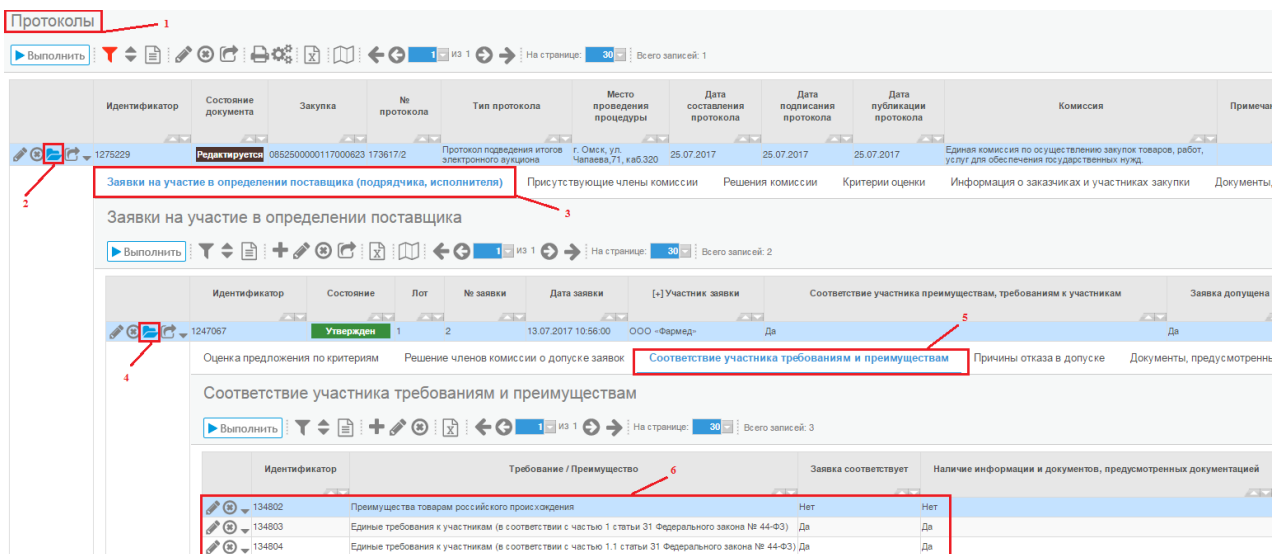 Протоколы
1
Выполнить 1 из 1 На странице: 30 Всего записей: 1
Идентификатор Состояние документа Закупка № протокола Тип протокола Место проведения процедуры Дата составления протокола Дата подписания протокола Дата публикации протокола Комиссия Примечан
1275229 Редактируется 0852500000117000623 173617/2 Протокол подведения итогов электронного аукциона г. Омск, ул. Чапаева,71, каб.320 25.07.2017 25.07.2017 25.07.2017 Единая комиссия по осуществлению закупок товаров, работ, услуг для обеспечения государственных нужд.
2
Заявки на участие в определении поставщика (подрядчика, исполнителя) Присутствующие члены комиссии Решения комиссии Критерии оценки Информация о заказчиках и участниках закупки Документы,
3
Заявки на участие в определении поставщика
Выполнить 1 из 1 На странице: 30 Всего записей: 2
Идентификатор Состояние Лот № заявки Дата заявки [+] Участник заявки Соответствие участника преимуществам, требованиям к участникам Заявка допущена
5
1247067 Утвержден 1 2 13.07.2017 10:56:00 ООО «Фармед» Да Да
4
Оценка предложения по критериям Решение членов комиссии о допуске заявок Соответствие участника требованиям и преимуществам Причины отказа в допуске Документы, предусмотренны
Соответствие участника требованиям и преимуществам
Выполнить 1 из 1 На странице: 30 Всего записей: 3
Идентификатор Требование / Преимущество Заявка соответствует Наличие информации и документов, предусмотренных документацией
6
134802 Преимущества товарам российского происхождения Нет Нет
134803 Единые требования к участникам (в соответствии с частью 1 статьи 31 Федерального закона № 44-ФЗ) Да Да
134804 Единые требования к участникам (в соответствии с частью 1.1 статьи 31 Федерального закона № 44-ФЗ) Да Да